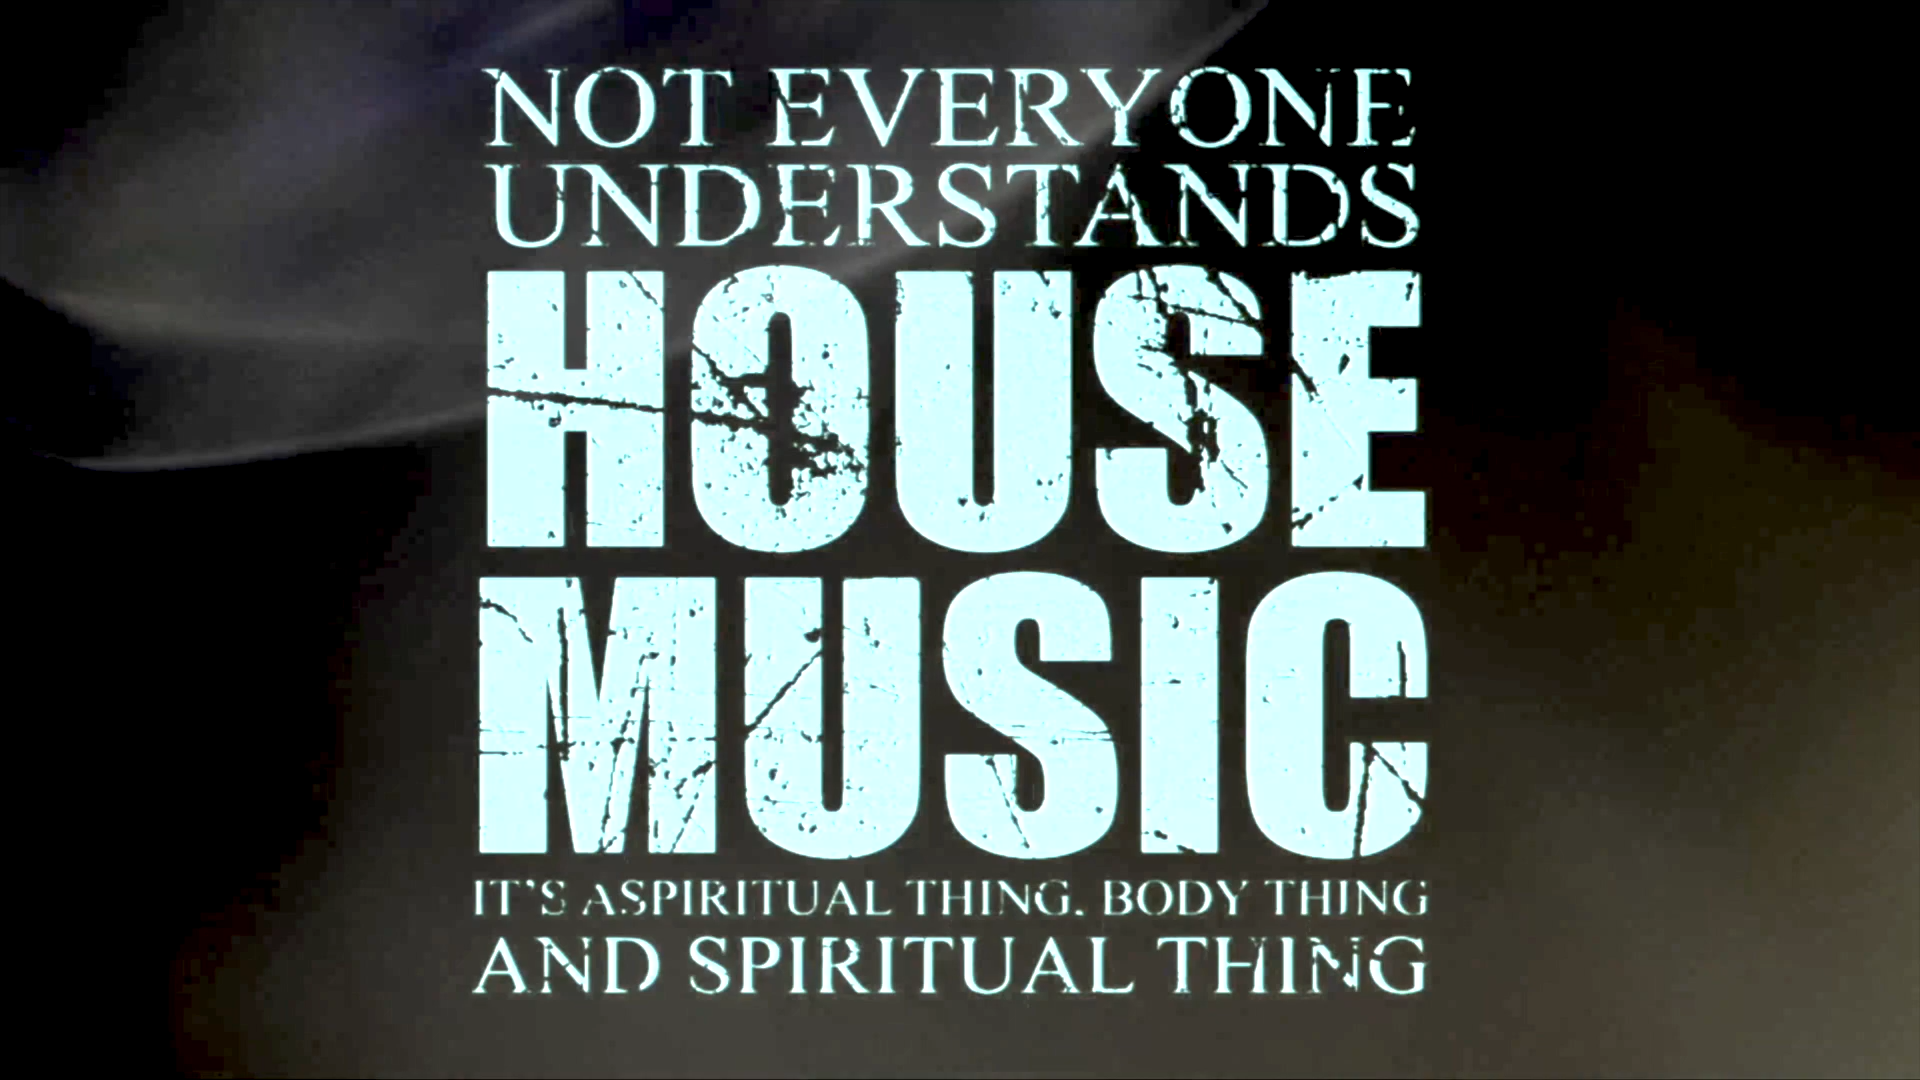 NOT EVERYONE
UNDERSTANDS
HOUSE
MUSIC
IT'S ASPIRITUAL THING. BODY THING
AND SPIRITUAL THING